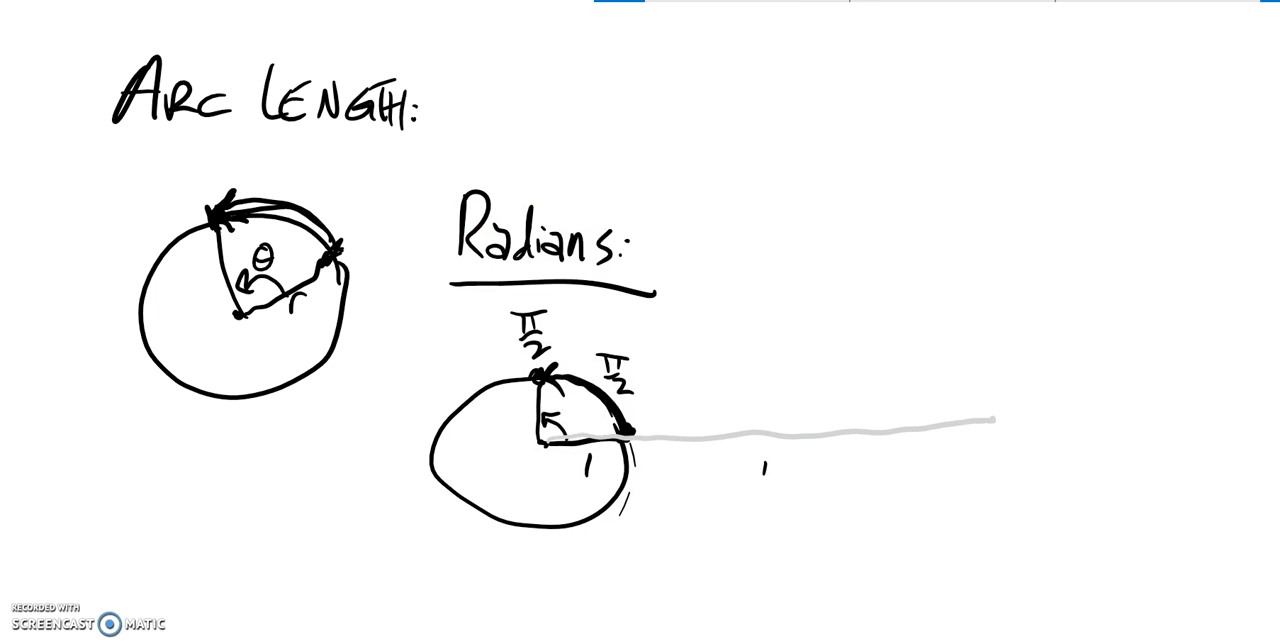 ARC LENGTH:
θ
r
Radians:
π/2
π/2
1
1
RECORDED WITH
SCREENCAST MATIC